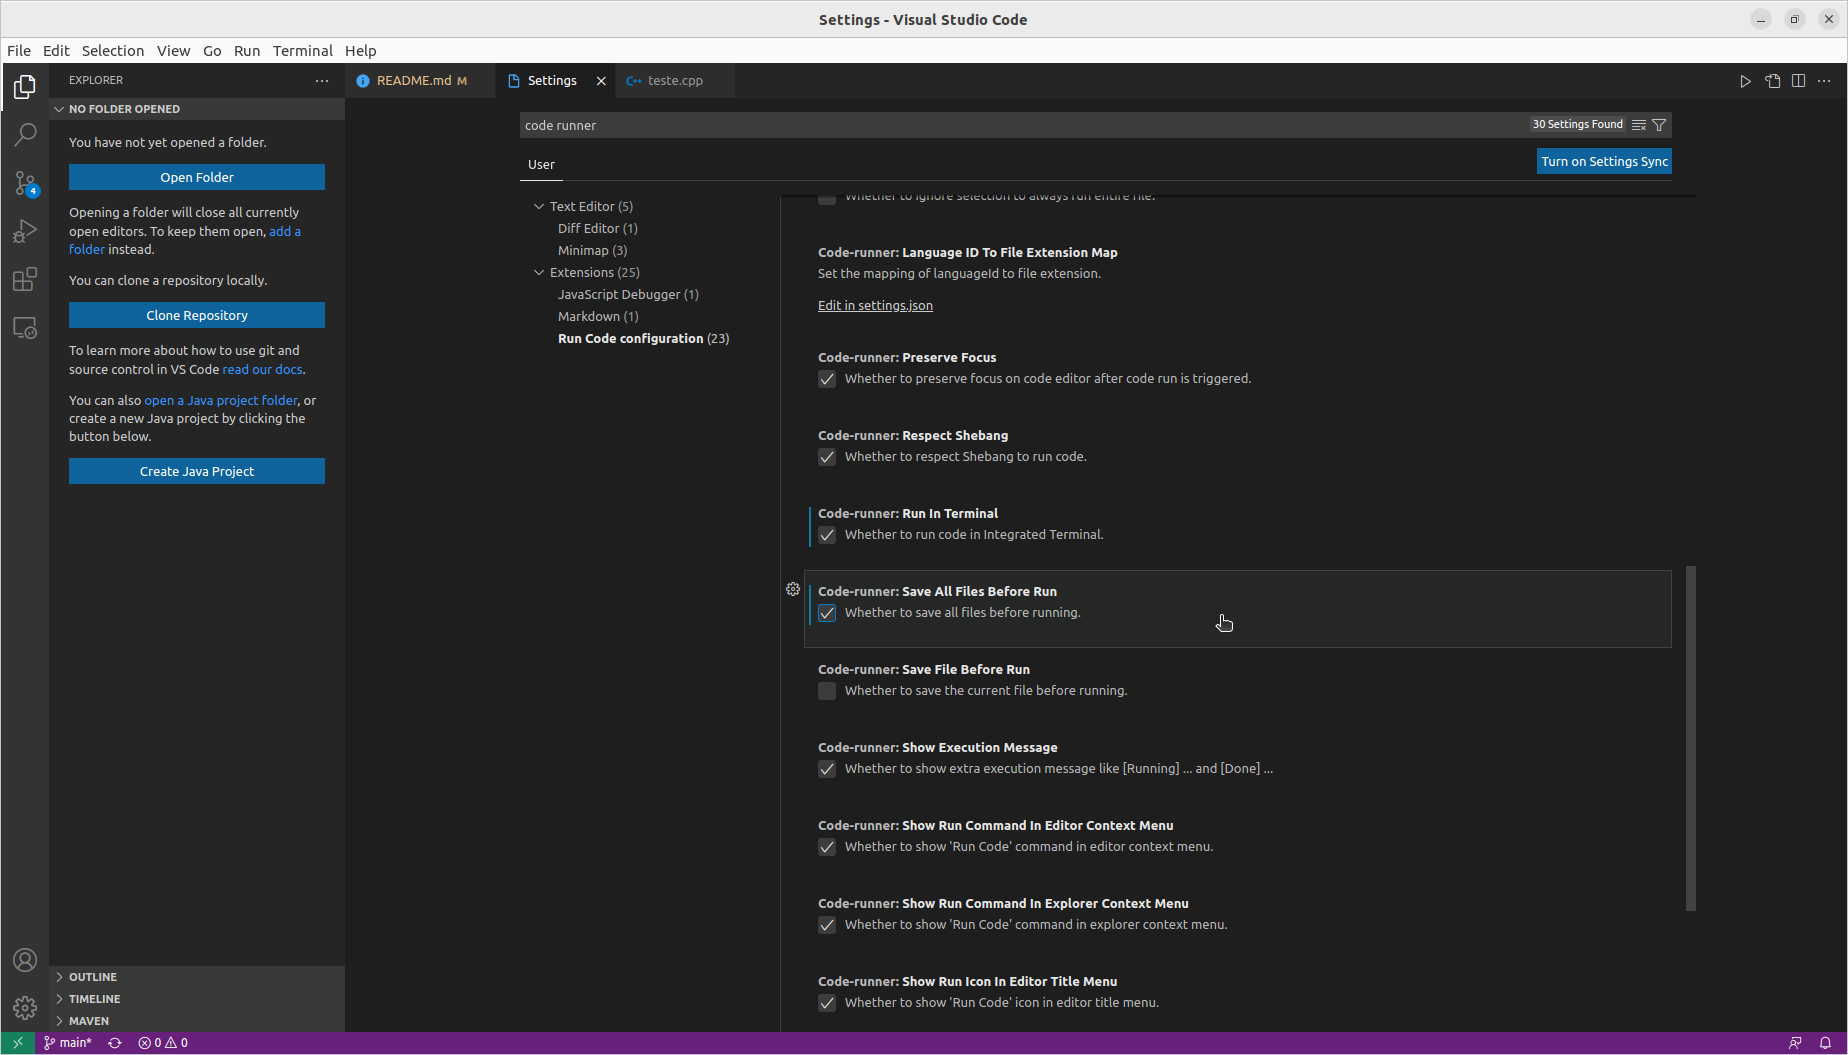 Settings - Visual Studio Code
File Edit Selection View Go Run Terminal Help
EXPLORER
README.md M
Settings
teste.cpp
NO FOLDER OPENED
You have not yet opened a folder.
Open Folder
Opening a folder will close all currently
open editors. To keep them open, add a
folder instead.
You can clone a repository locally.
Clone Repository
To learn more about how to use git and
source control in VS Code read our docs.
You can also open a Java project folder, or
create a new Java project by clicking the
button below.
Create Java Project
OUTLINE
TIMELINE
MAVEN
4
code runner
30 Settings Found
User
Turn on Settings Sync
Text Editor (5)
Diff Editor (1)
Minimap (3)
Extensions (25)
JavaScript Debugger (1)
Markdown (1)
Run Code configuration (23)
Whether to ignore selection to always run entire file.
Code-runner: Language ID To File Extension Map
Set the mapping of languageId to file extension.
Edit in settings.json
Code-runner: Preserve Focus
Whether to preserve focus on code editor after code run is triggered.
Code-runner: Respect Shebang
Whether to respect Shebang to run code.
Code-runner: Run In Terminal
Whether to run code in Integrated Terminal.
Code-runner: Save All Files Before Run
Whether to save all files before running.
Code-runner: Save File Before Run
Whether to save the current file before running.
Code-runner: Show Execution Message
Whether to show extra execution message like [Running] ... and [Done] ...
Code-runner: Show Run Command In Editor Context Menu
Whether to show 'Run Code' command in editor context menu.
Code-runner: Show Run Command In Explorer Context Menu
Whether to show 'Run Code' command in explorer context menu.
Code-runner: Show Run Icon In Editor Title Menu
Whether to show 'Run Code' icon in editor title menu.
main* 0 0